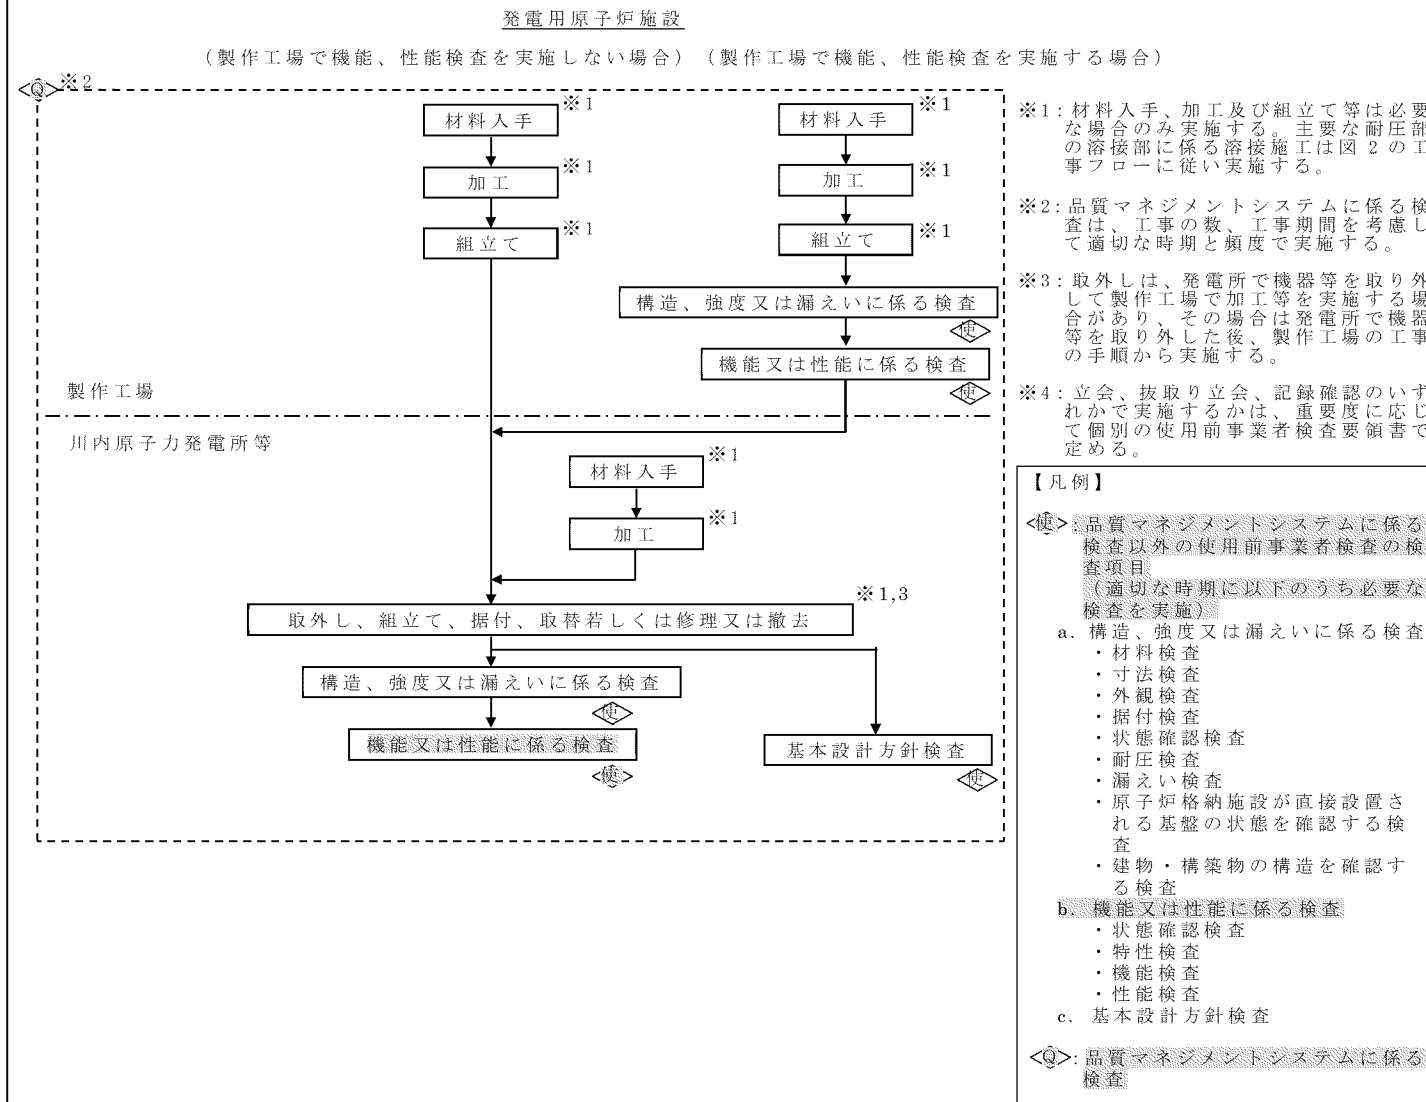 発電用原子炉施設
(製作工場で機能、性能検査を実施しない場合) (製作工場で機能、性能検査を実施する場合)
<Q>※2
材料入手 ※1
加工 ※1
組立て ※1
材料入手 ※1
加工 ※1
組立て ※1
構造、強度又は漏えいに係る検査
使
機能又は性能に係る検査
使
製作工場
川内原子力発電所等
材料入手 ※1
加工 ※1
※1,3
取外し、組立て、据付、取替若しくは修理又は撤去
構造、強度又は漏えいに係る検査
使
機能又は性能に係る検査
<使>
基本設計方針検査
使
※1:材料入手、加工及び組立て等は必要
な場合のみ実施する。主要な耐圧部
の溶接部に係る溶接施工は図2の工
事フローに従い実施する。
※2:品質マネジメントシステムに係る検
査は、工事の数、工事期間を考慮し
て適切な時期と頻度で実施する。
※3:取外しは、発電所で機器等を取り外
して製作工場で加工等を実施する場
合があり、その場合は発電所で機器
等を取り外した後、製作工場の工事
の手順から実施する。
※4:立会、抜取り立会、記録確認のいず
れかで実施するかは、重要度に応じ
て個別の使用前事業者検査要領書で
定める。
【凡例】
<使>:品質マネジメントシステムに係る
検査以外の使用前事業者検査の検
査項目
(適切な時期に以下のうち必要な
検査を実施)
a. 構造、強度又は漏えいに係る検査
・材料検査
・寸法検査
・外観検査
・据付検査
・状態確認検査
・耐圧検査
・漏えい検査
・原子炉格納施設が直接設置さ
れる基盤の状態を確認する検
査
・建物・構築物の構造を確認す
る検査
b. 機能又は性能に係る検査
・状態確認検査
・特性検査
・機能検査
・性能検査
c. 基本設計方針検査
<Q>:品質マネジメントシステムに係る
検査